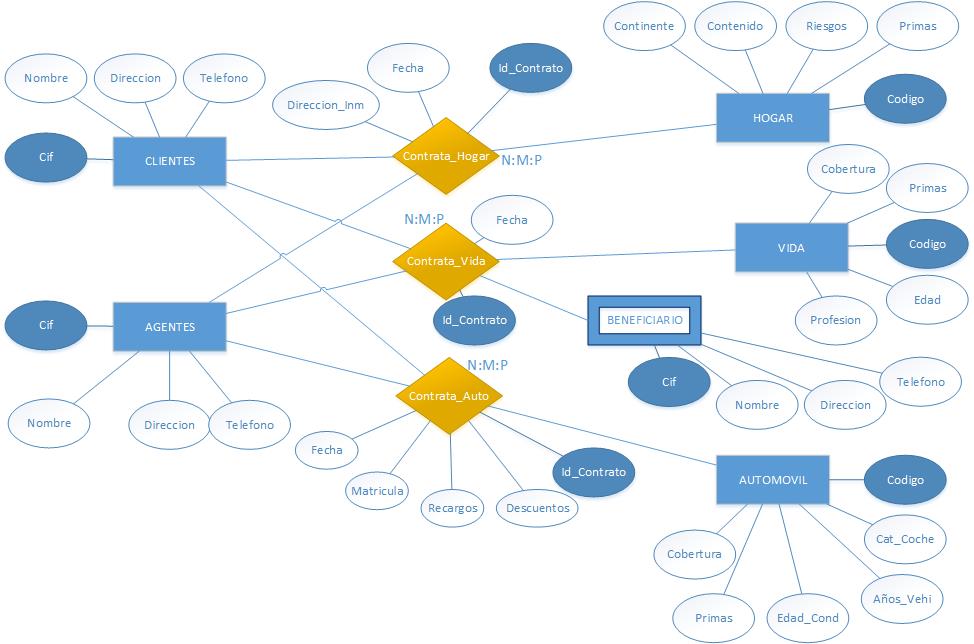 Continente
Contenido
Riesgos
Primas
Nombre
Direccion
Telefono
Fecha
Id_Contrato
Direccion_Inm
Codigo
HOGAR
Cif
CLIENTES
Contrata_Hogar
N:M:P
Cobertura
Primas
N:M:P
Fecha
Codigo
VIDA
Contrata_Vida
Edad
Profesion
Id_Contrato
Cif
AGENTES
BENEFICIARIO
N:M:P
Cif
Telefono
Contrata_Auto
Nombre
Direccion
Nombre
Direccion
Telefono
Fecha
Matricula
Recargos
Descuentos
Id_Contrato
AUTOMOVIL
Codigo
Cat_Coche
Cobertura
Años_Vehi
Primas
Edad_Cond